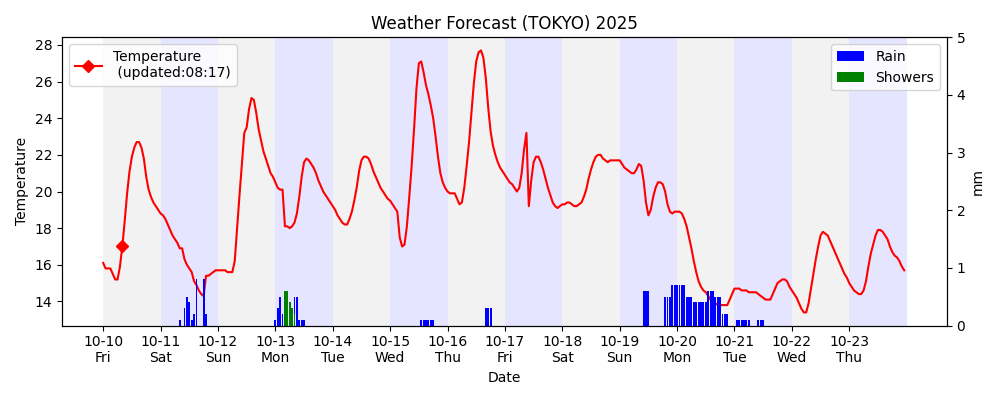 Weather Forecast (TOKYO) 2025
Temperature
(updated:08:17)
Rain
Showers
Temperature
28
26
24
22
20
18
16
14
5
4
3
2
1
0
mm
10-10 10-11 10-12 10-13 10-14 10-15 10-16 10-17 10-18 10-19 10-20 10-21 10-22 10-23
Fri Sat Sun Mon Tue Wed Thu Fri Sat Sun Mon Tue Wed Thu
Date